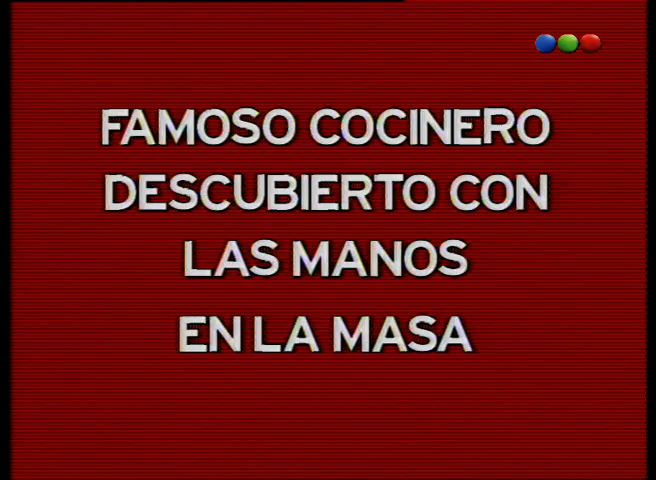 FAMOSO COCINERO
DESCUBIERTO CON
LAS MANOS
EN LA MASA